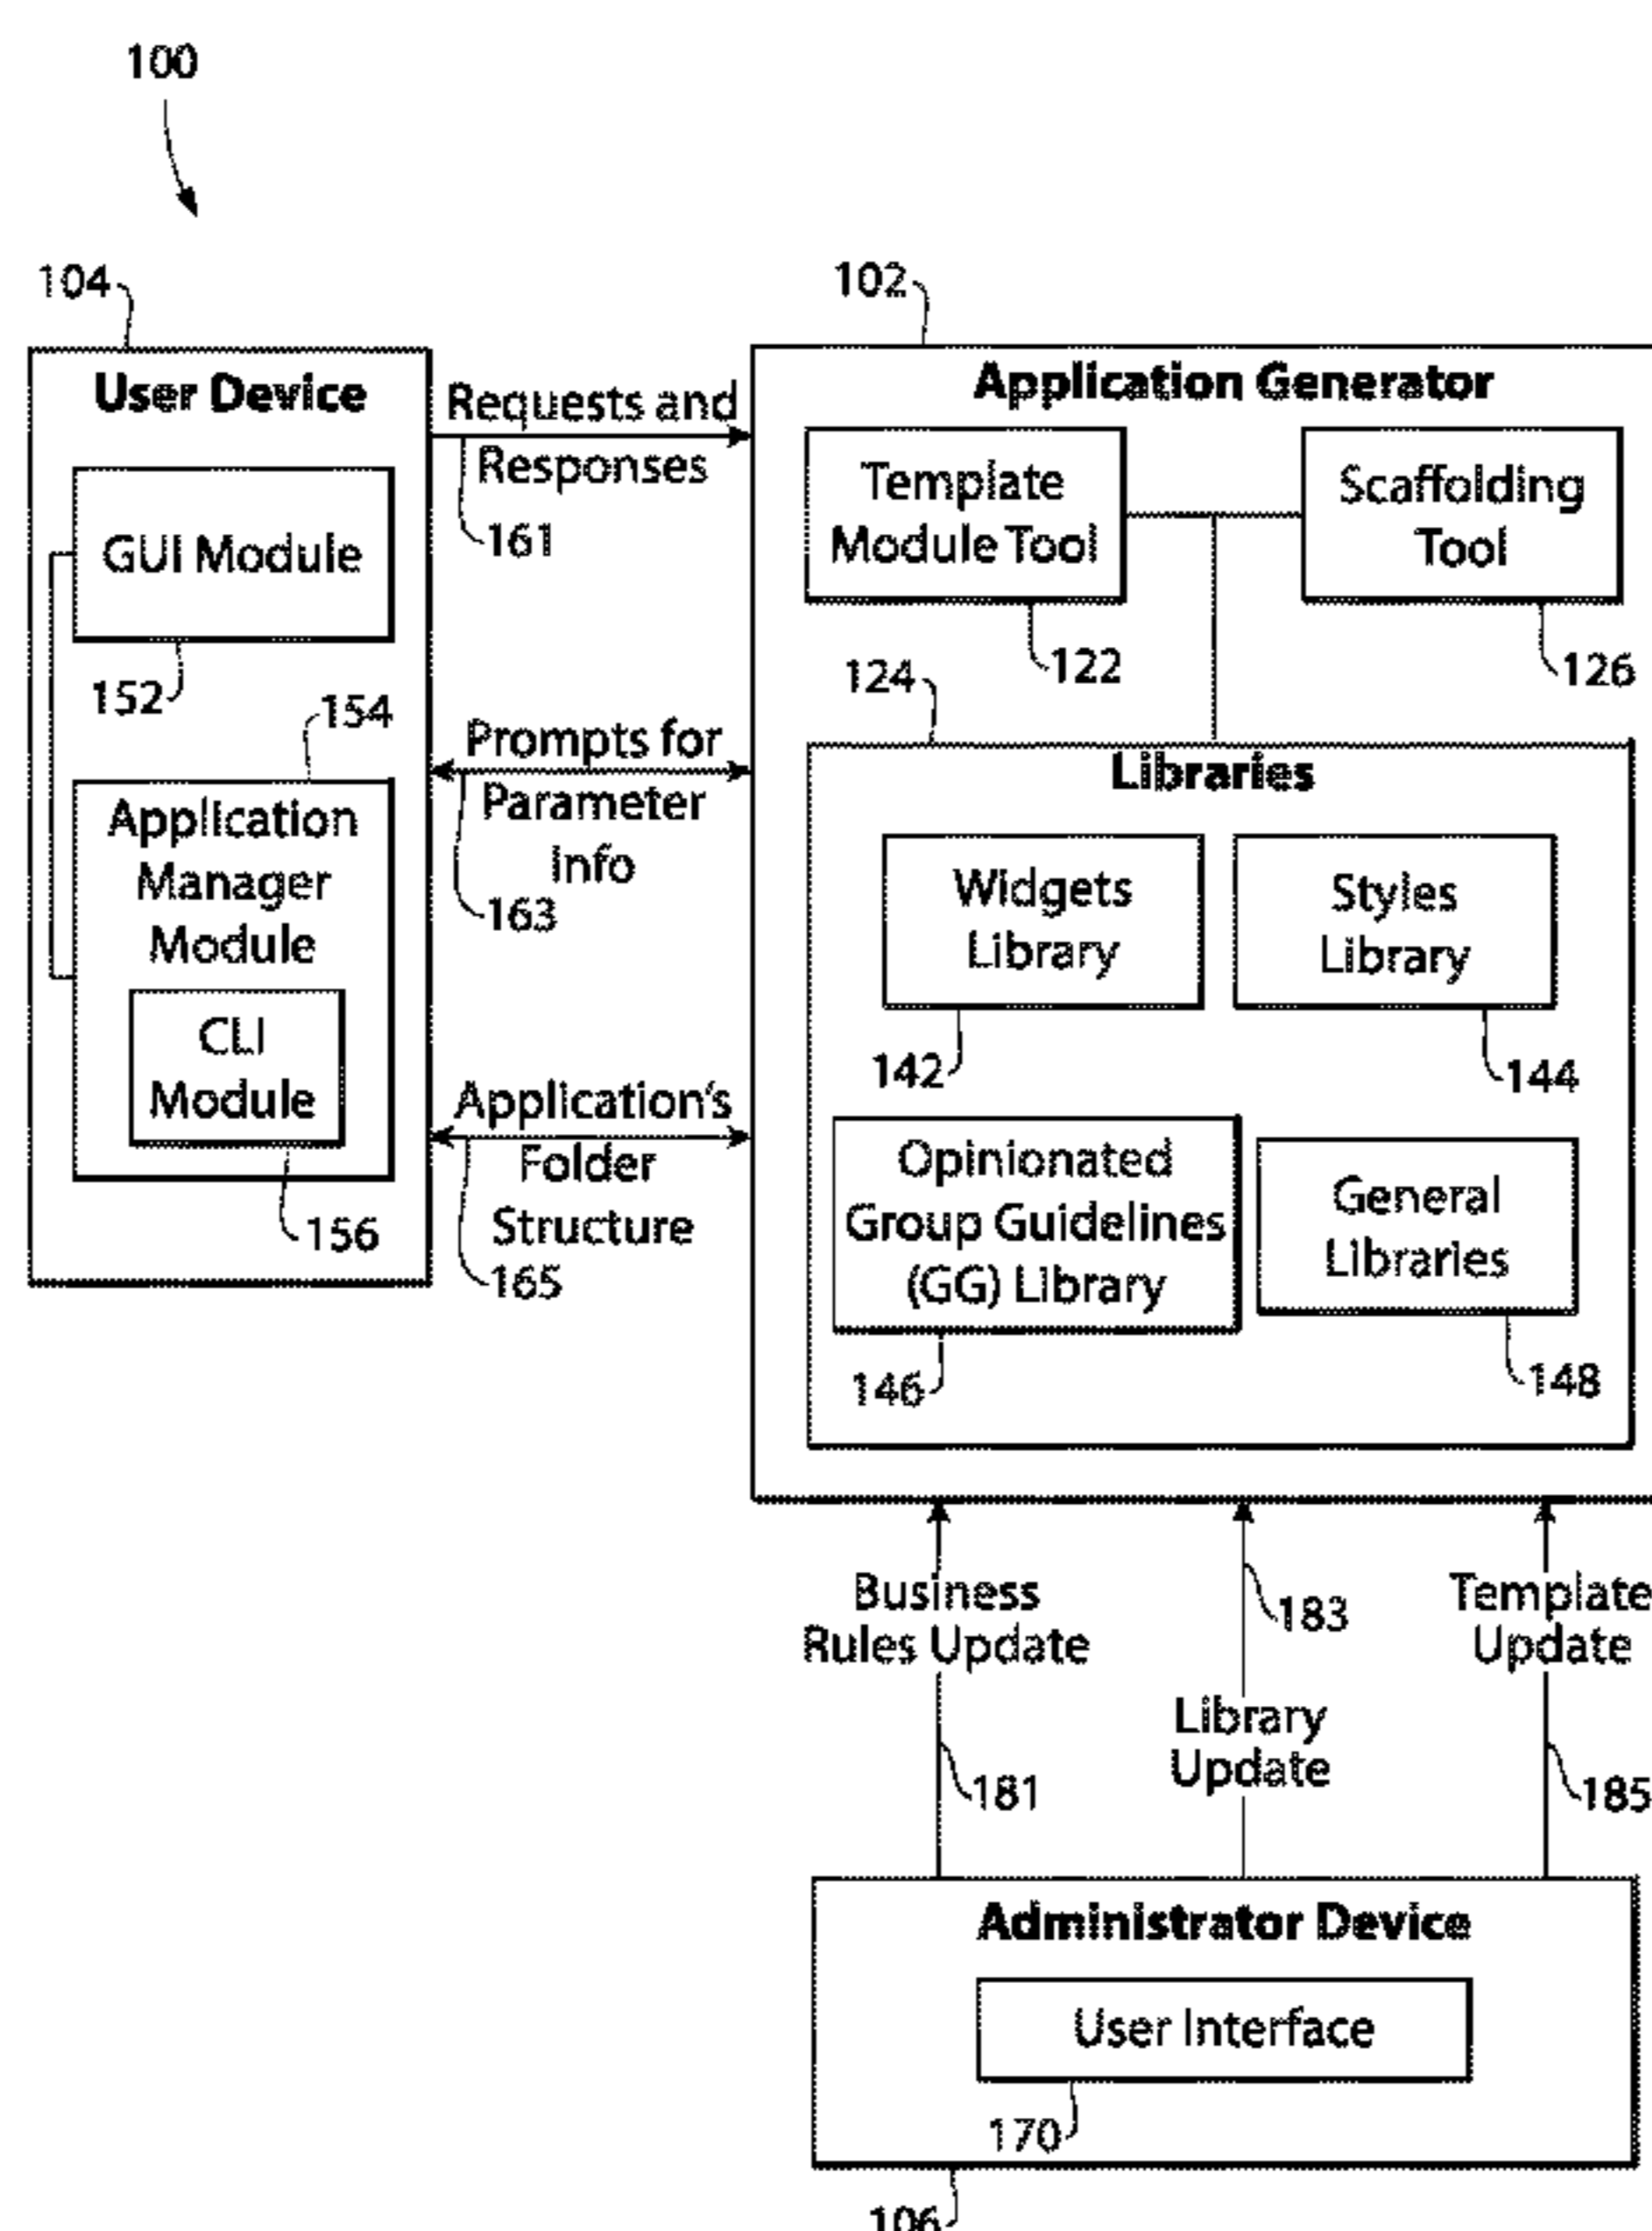 100
104
User Device
GUI Module
152
154
Application
Manager
Module
CLI
Module
156
Requests and
Responses
161
Prompts for
Parameter
Info
163
Application's
Folder
Structure
165
102
Application Generator
Template
Module Tool
122
Scaffolding
Tool
126
124
Libraries
Widgets
Library
142
Styles
Library
144
Opinionated
Group Guidelines
(GG) Library
146
General
Libraries
148
Business
Rules Update
181
183
Library
Update
Template
Update
185
Administrator Device
User Interface
170
106